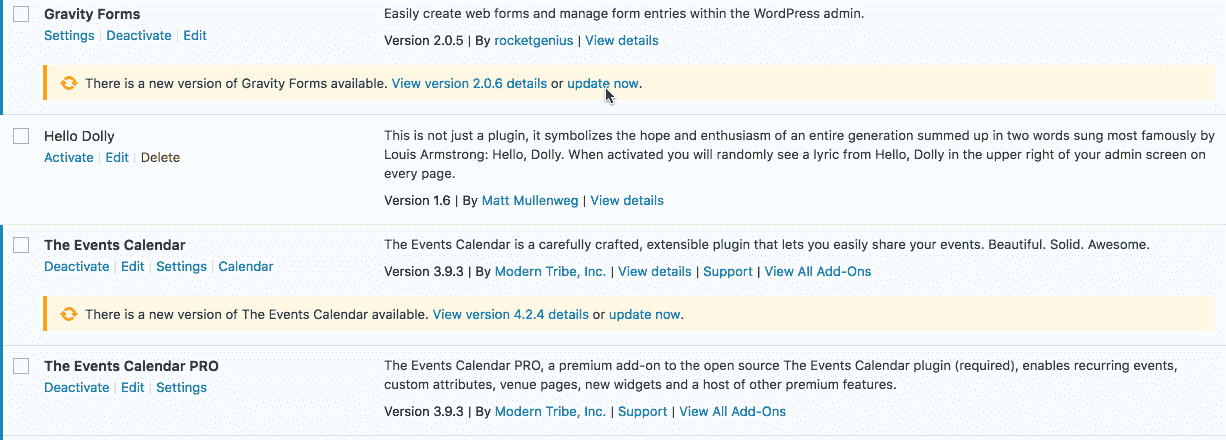 Gravity Forms
Easily create web forms and manage form entries within the WordPress admin.
Settings | Deactivate | Edit
Version 2.0.5 | By rocketgenius | View details
There is a new version of Gravity Forms available. View version 2.0.6 details or update now.
Hello Dolly
This is not just a plugin, it symbolizes the hope and enthusiasm of an entire generation summed up in two words sung most famously by
Louis Armstrong: Hello, Dolly. When activated you will randomly see a lyric from Hello, Dolly in the upper right of your admin screen on
every page.
Activate | Edit | Delete
Version 1.6 | By Matt Mullenweg | View details
The Events Calendar
The Events Calendar is a carefully crafted, extensible plugin that lets you easily share your events. Beautiful. Solid. Awesome.
Deactivate | Edit | Settings | Calendar
Version 3.9.3 | By Modern Tribe, Inc. | View details | Support | View All Add-Ons
There is a new version of The Events Calendar available. View version 4.2.4 details or update now.
The Events Calendar PRO
The Events Calendar PRO, a premium add-on to the open source The Events Calendar plugin (required), enables recurring events,
custom attributes, venue pages, new widgets and a host of other premium features.
Deactivate | Edit | Settings
Version 3.9.3 | By Modern Tribe, Inc. | Support | View All Add-Ons